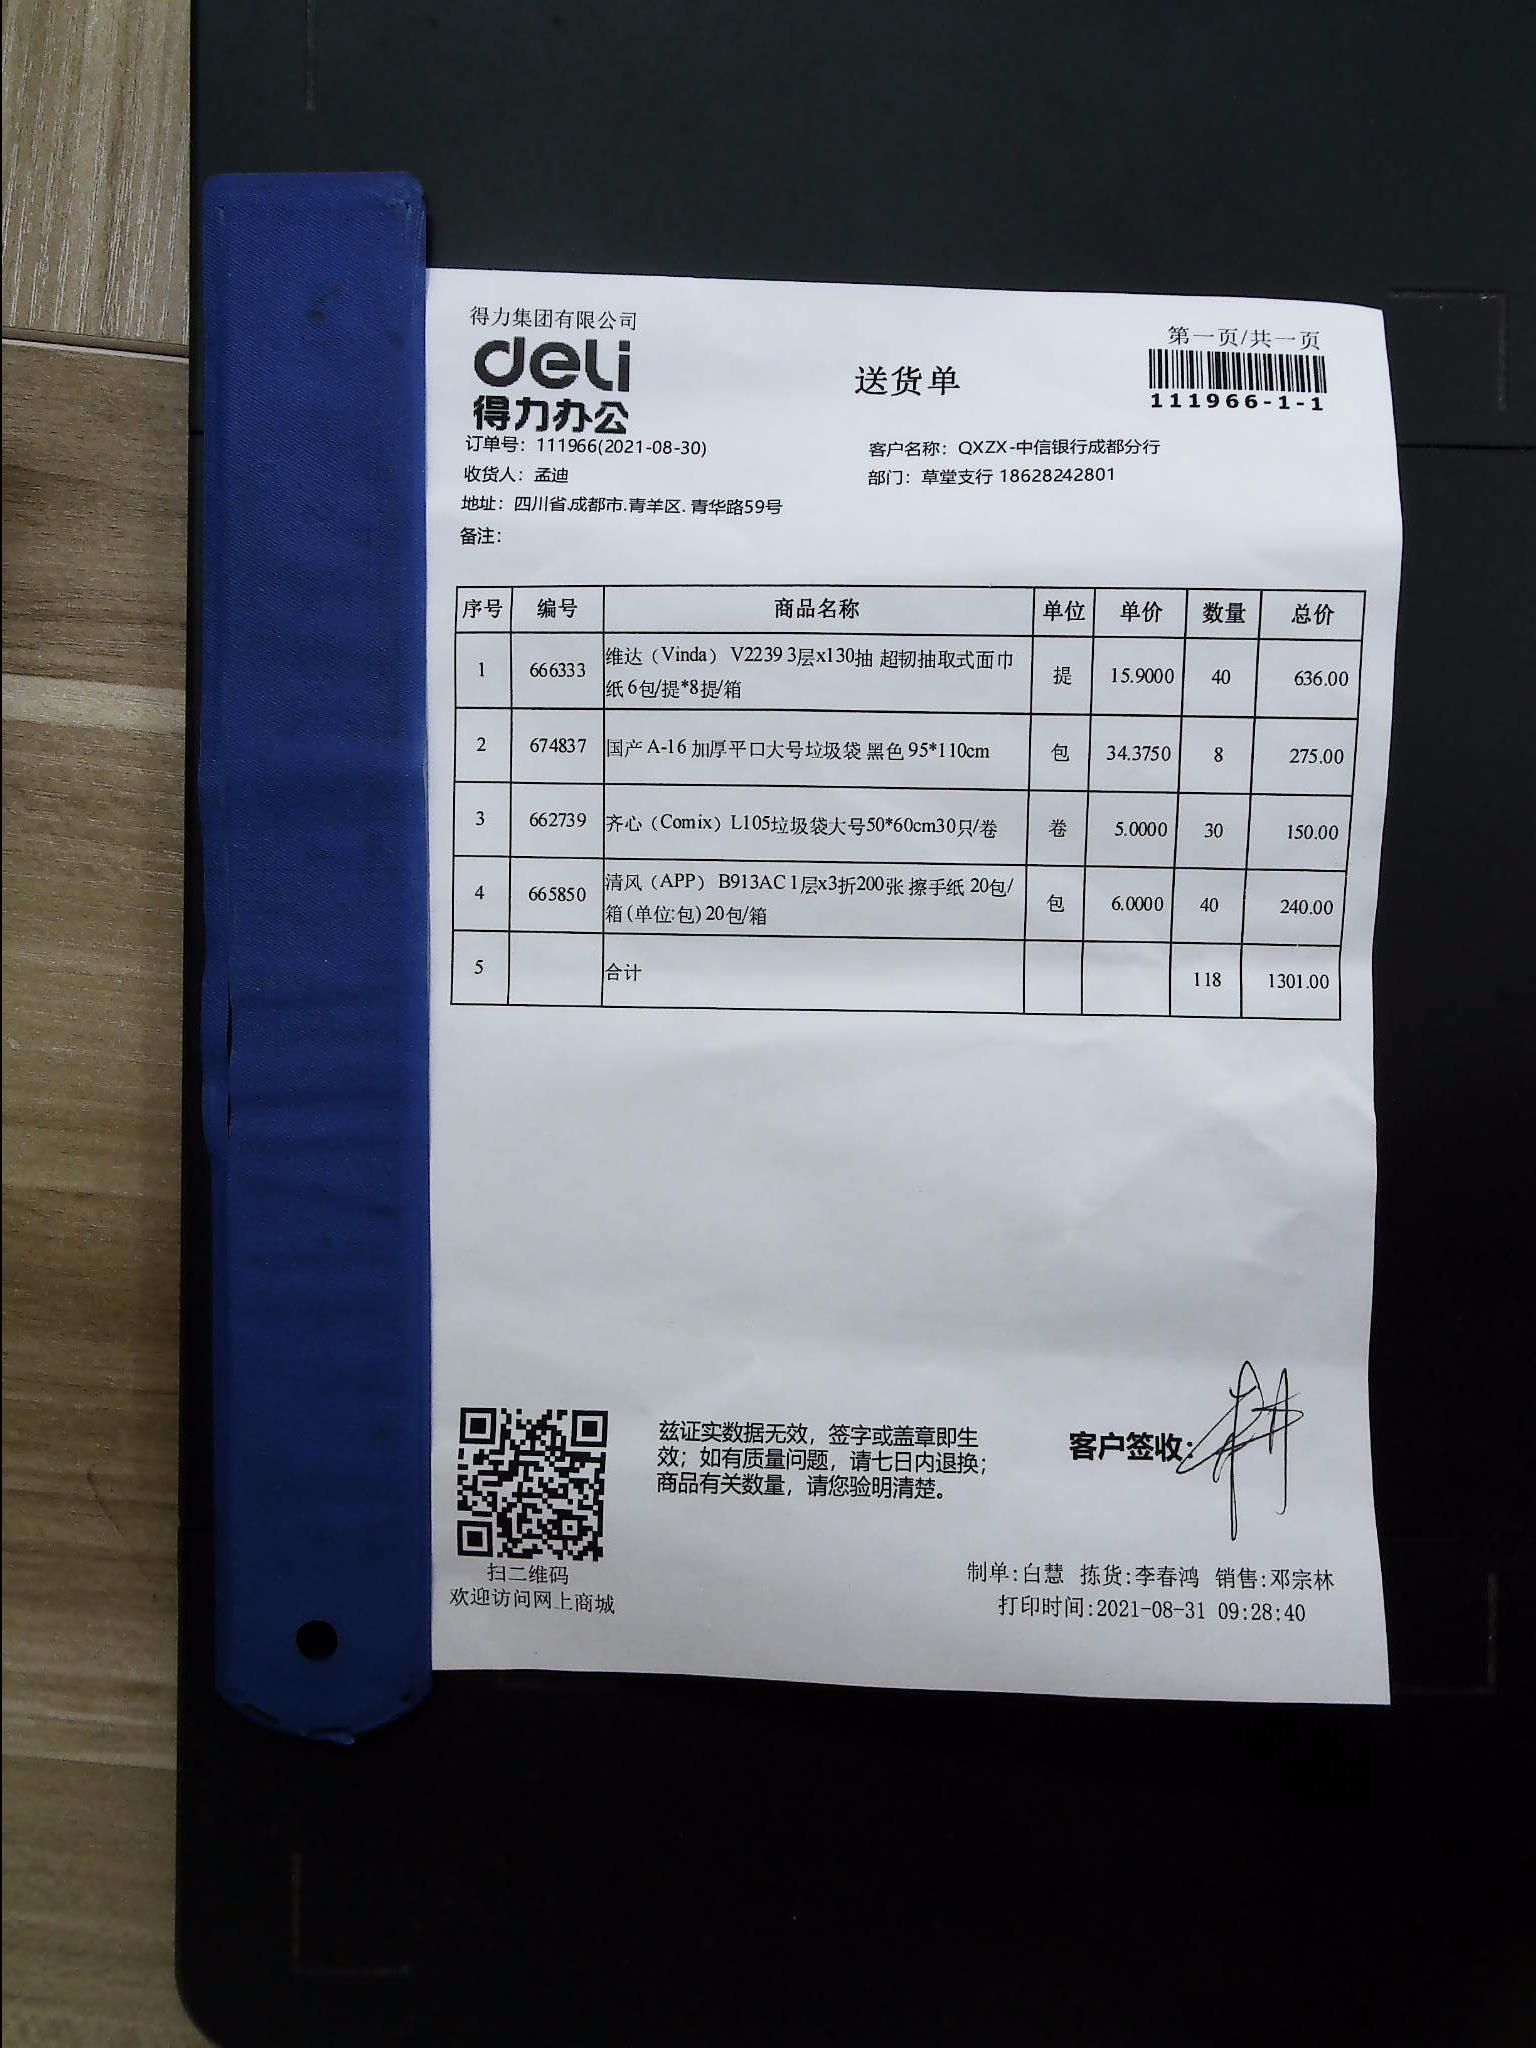 得力集团有限公司
deli
得力办公
送货单
第一页/共一页
111966-1-1
订单号：111966(2021-08-30)
客户名称：QXZX-中信银行成都分行
收货人：孟迪
部门：草堂支行 18628242801
地址：四川省.成都市.青羊区. 青华路59号
备注：
序号 编号 商品名称 单位 单价 数量 总价
1 666333 维达（Vinda） V2239 3层x130抽 超韧抽取式面巾
纸 6包/提*8提/箱 提 15.9000 40 636.00
2 674837 国产 A-16 加厚平口大号垃圾袋 黑色 95*110cm 包 34.3750 8 275.00
3 662739 齐心（Comix）L105垃圾袋大号50*60cm30只/卷 卷 5.0000 30 150.00
4 665850 清风（APP） B913AC 1层x3折200张 擦手纸 20包/
箱 (单位:包) 20包/箱 包 6.0000 40 240.00
5 合计 118 1301.00
兹证实数据无效，签字或盖章即生
效；如有质量问题，请七日内退换；
商品有关数量，请您验明清楚。
客户签收：
扫二维码
欢迎访问网上商城
制单:白慧 拣货:李春鸿 销售:邓宗林
打印时间:2021-08-31 09:28:40